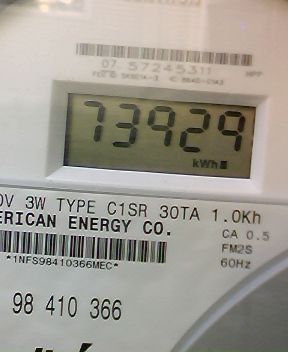 07 57245311
HPP
73929
kWh
0V 3W TYPE C1SR 30TA 1.0Kh
ERICAN ENERGY CO.
CA 0.5
FM2S
*1NFS98410366MEC*
60Hz
98 410 366